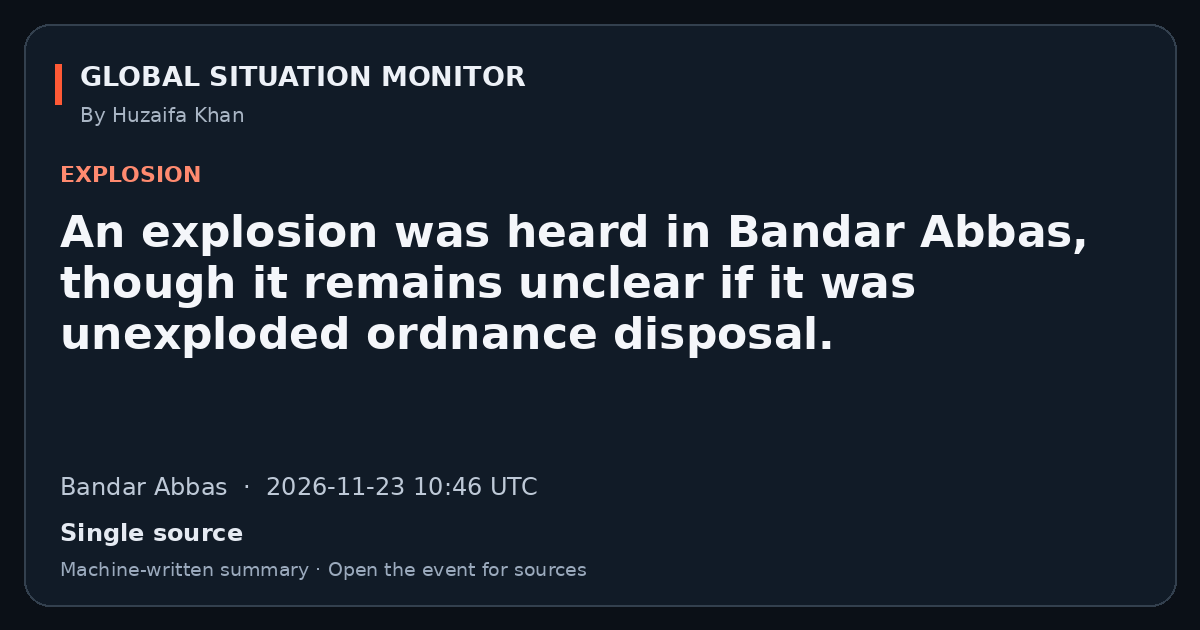 GLOBAL SITUATION MONITOR
By Huzaifa Khan
EXPLOSION
An explosion was heard in Bandar Abbas,
though it remains unclear if it was
unexploded ordnance disposal.
Bandar Abbas · 2026-11-23 10:46 UTC
Single source
Machine-written summary · Open the event for sources